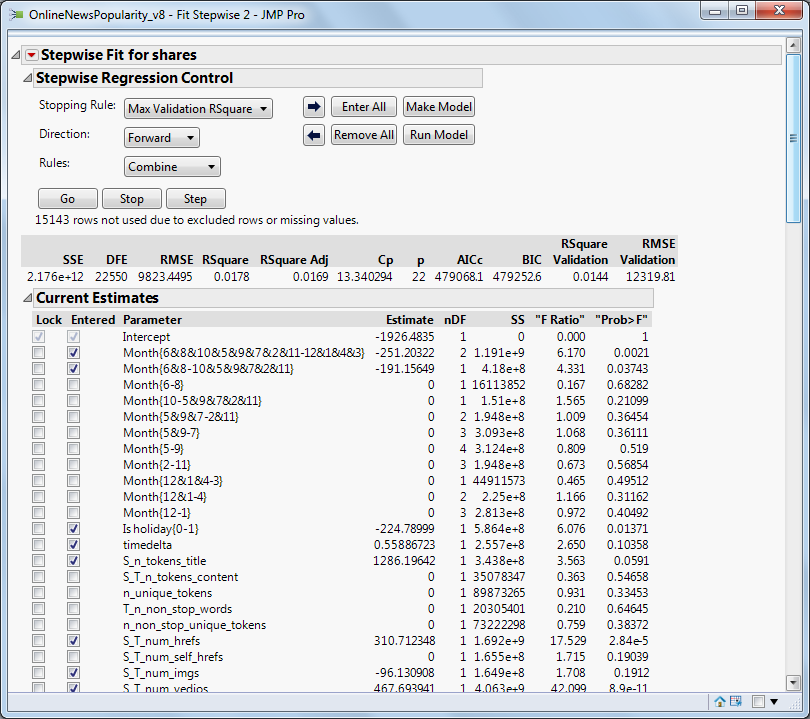 OnlineNewsPopularity_v8 - Fit Stepwise 2 - JMP Pro
Stepwise Fit for shares
Stepwise Regression Control
Stopping Rule: Max Validation RSquare Enter All Make Model
Direction: Forward Remove All Run Model
Rules: Combine
Go Stop Step
15143 rows not used due to excluded rows or missing values.
RSquare RMSE
SSE DFE RMSE RSquare RSquare Adj Cp p AICc BIC Validation Validation
2.176e+12 22550 9823.4495 0.0178 0.0169 13.340294 22 479068.1 479252.6 0.0144 12319.81
Current Estimates
Lock Entered Parameter Estimate nDF SS "F Ratio" "Prob>F"
Intercept -1926.4835 1 0 0.000 1
Month{6&8&10&5&9&7&2&11-12&1&4&3} -251.20322 2 1.191e+9 6.170 0.0021
Month{6&8-10&5&9&7&2&11} -191.15649 1 4.18e+8 4.331 0.03743
Month{6-8} 0 1 16113852 0.167 0.68282
Month{10-5&9&7&2&11} 0 1 1.51e+8 1.565 0.21099
Month{5&9&7-2&11} 0 2 1.948e+8 1.009 0.36454
Month{5&9-7} 0 3 3.093e+8 1.068 0.36111
Month{5-9} 0 4 3.124e+8 0.809 0.519
Month{2-11} 0 3 1.948e+8 0.673 0.56854
Month{12&1&4-3} 0 1 44911573 0.465 0.49512
Month{12&1-4} 0 2 2.25e+8 1.166 0.31162
Month{12-1} 0 3 2.813e+8 0.972 0.40492
Is holiday{0-1} -224.78999 1 5.864e+8 6.076 0.01371
timedelta 0.55886723 1 2.557e+8 2.650 0.10358
S_n_tokens_title 1286.19642 1 3.438e+8 3.563 0.0591
S_T_n_tokens_content 0 1 35078347 0.363 0.54658
n_unique_tokens 0 1 89873265 0.931 0.33453
T_n_non_stop_words 0 1 20305401 0.210 0.64645
n_non_stop_unique_tokens 0 1 73222298 0.759 0.38372
S_T_num_hrefs 310.712348 1 1.692e+9 17.529 2.84e-5
S_T_num_self_hrefs 0 1 1.655e+8 1.715 0.19039
S_T_num_imgs -96.130908 1 1.649e+8 1.708 0.1912
S_T_num_vedios 467.693941 1 4.063e+9 42.099 8.9e-11